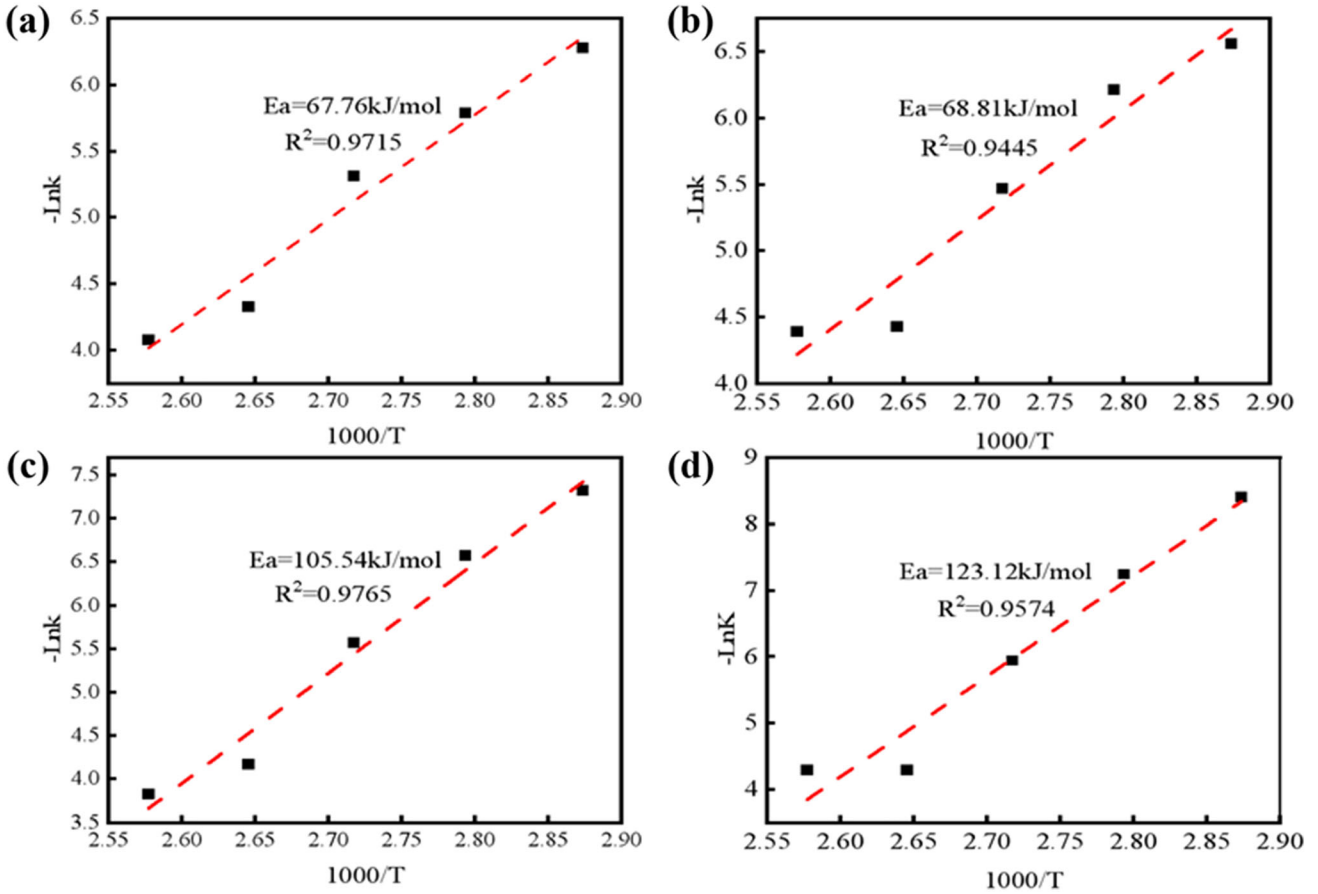 (a)
6.5
6.0
5.5
5.0
4.5
4.0
-Lnk
Ea=67.76kJ/mol
R²=0.9715
2.55 2.60 2.65 2.70 2.75 2.80 2.85 2.90
1000/T
(b)
6.5
6.0
5.5
5.0
4.5
4.0
-Lnk
Ea=68.81kJ/mol
R²=0.9445
2.55 2.60 2.65 2.70 2.75 2.80 2.85 2.90
1000/T
(c)
7.5
7.0
6.5
6.0
5.5
5.0
4.5
4.0
3.5
-Lnk
Ea=105.54kJ/mol
R²=0.9765
2.55 2.60 2.65 2.70 2.75 2.80 2.85 2.90
1000/T
(d)
9
8
7
6
5
4
-LnK
Ea=123.12kJ/mol
R²=0.9574
2.55 2.60 2.65 2.70 2.75 2.80 2.85 2.90
1000/T